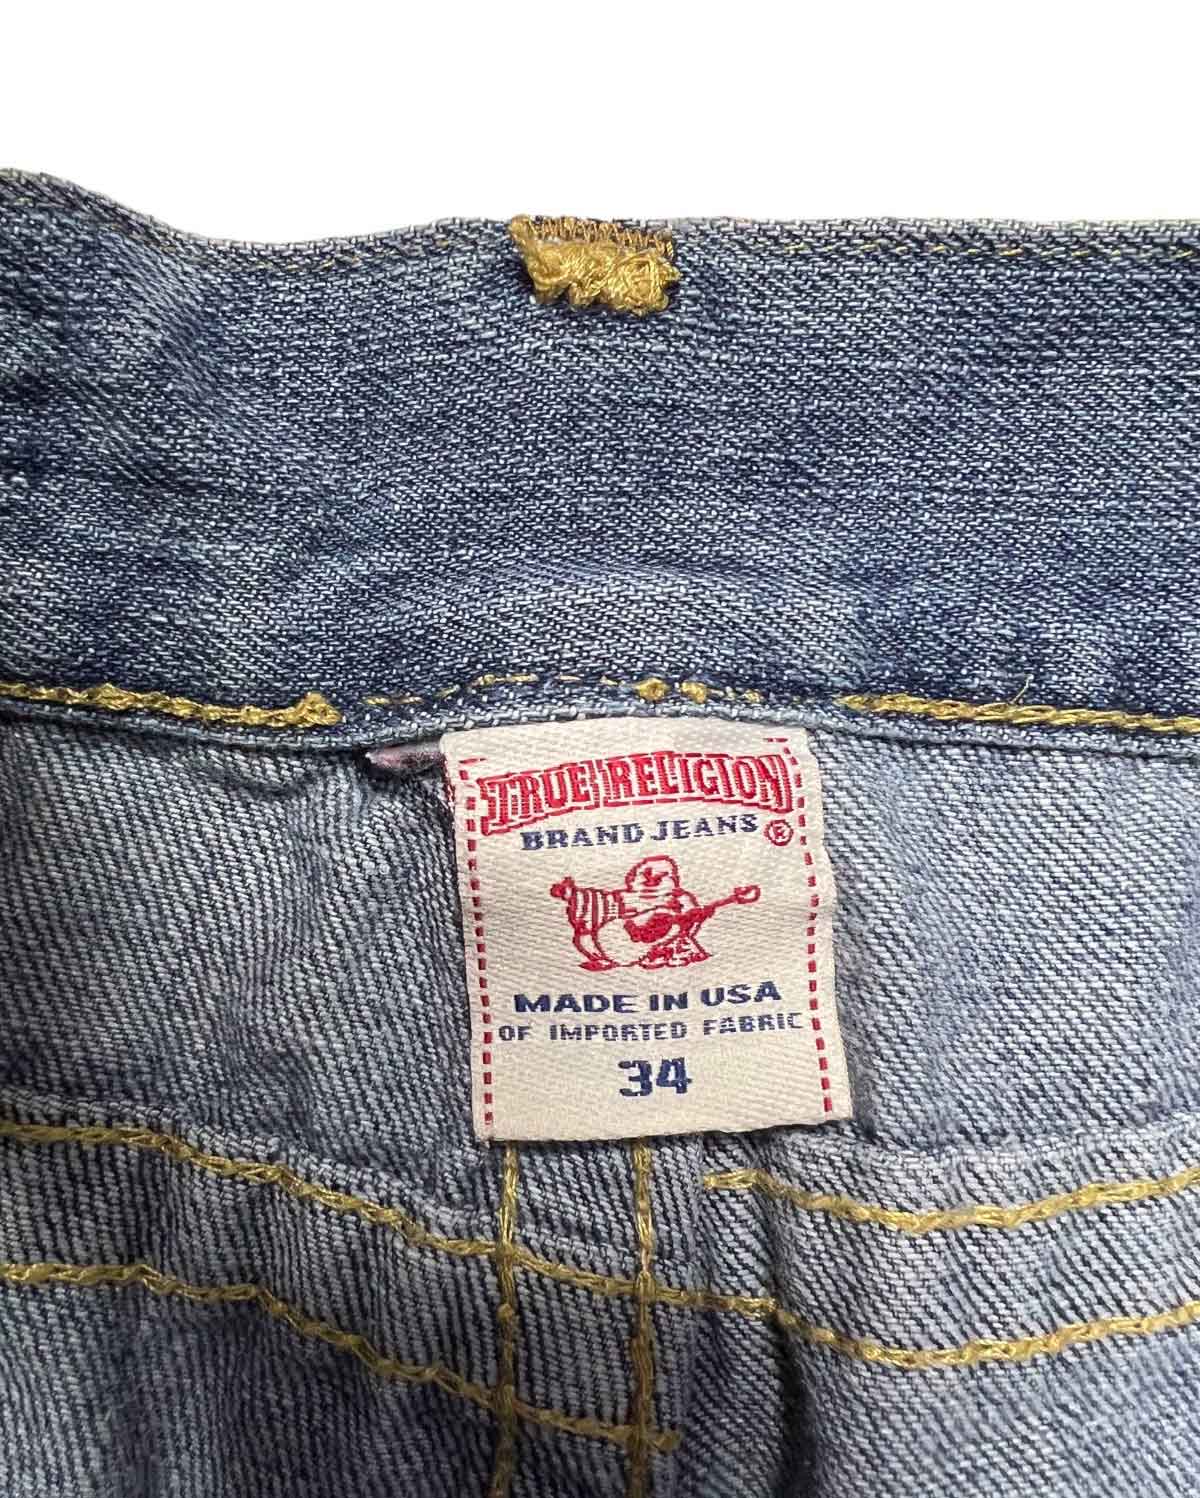 TRUE RELIGION
BRAND JEANS ®
MADE IN USA
OF IMPORTED FABRIC
34